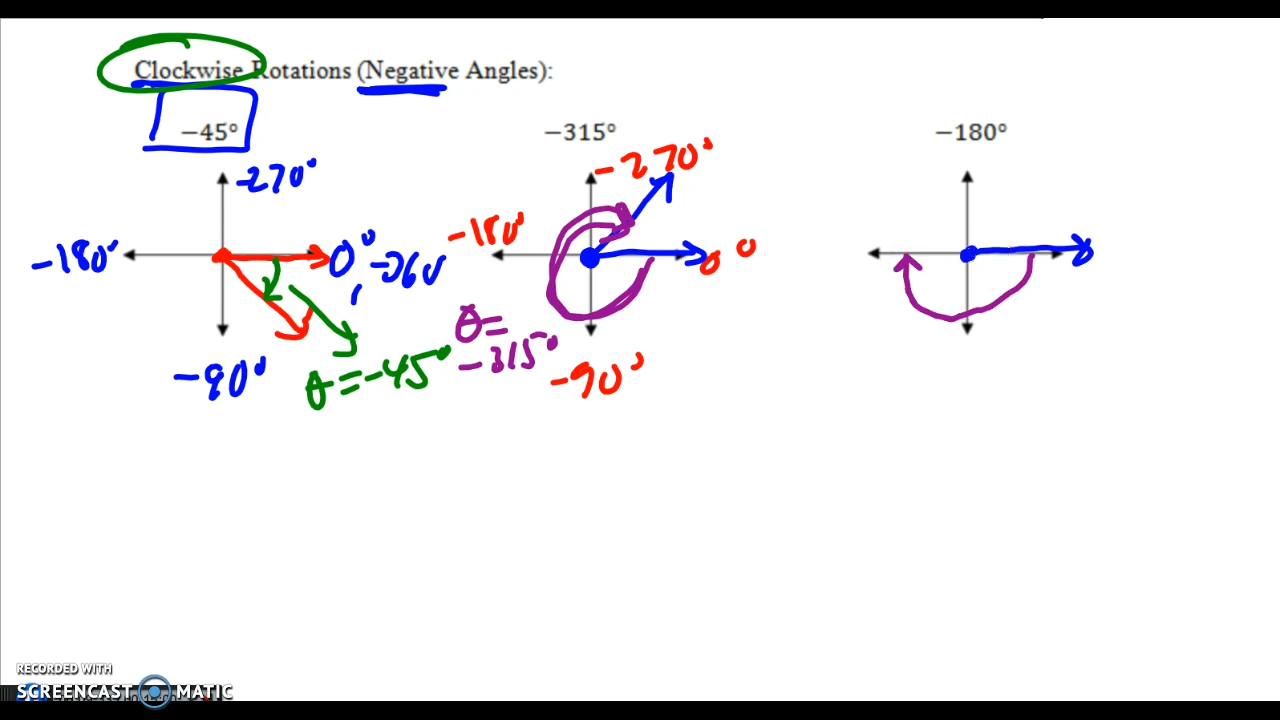 Clockwise Rotations (Negative Angles):
−45°
−315°
−180°
-270°
-270°
-180°
0°
-360°
-180°
0°
θ=-45°
θ=
-315°
-90°
-90°
RECORDED WITH
SCREENCAST MATIC